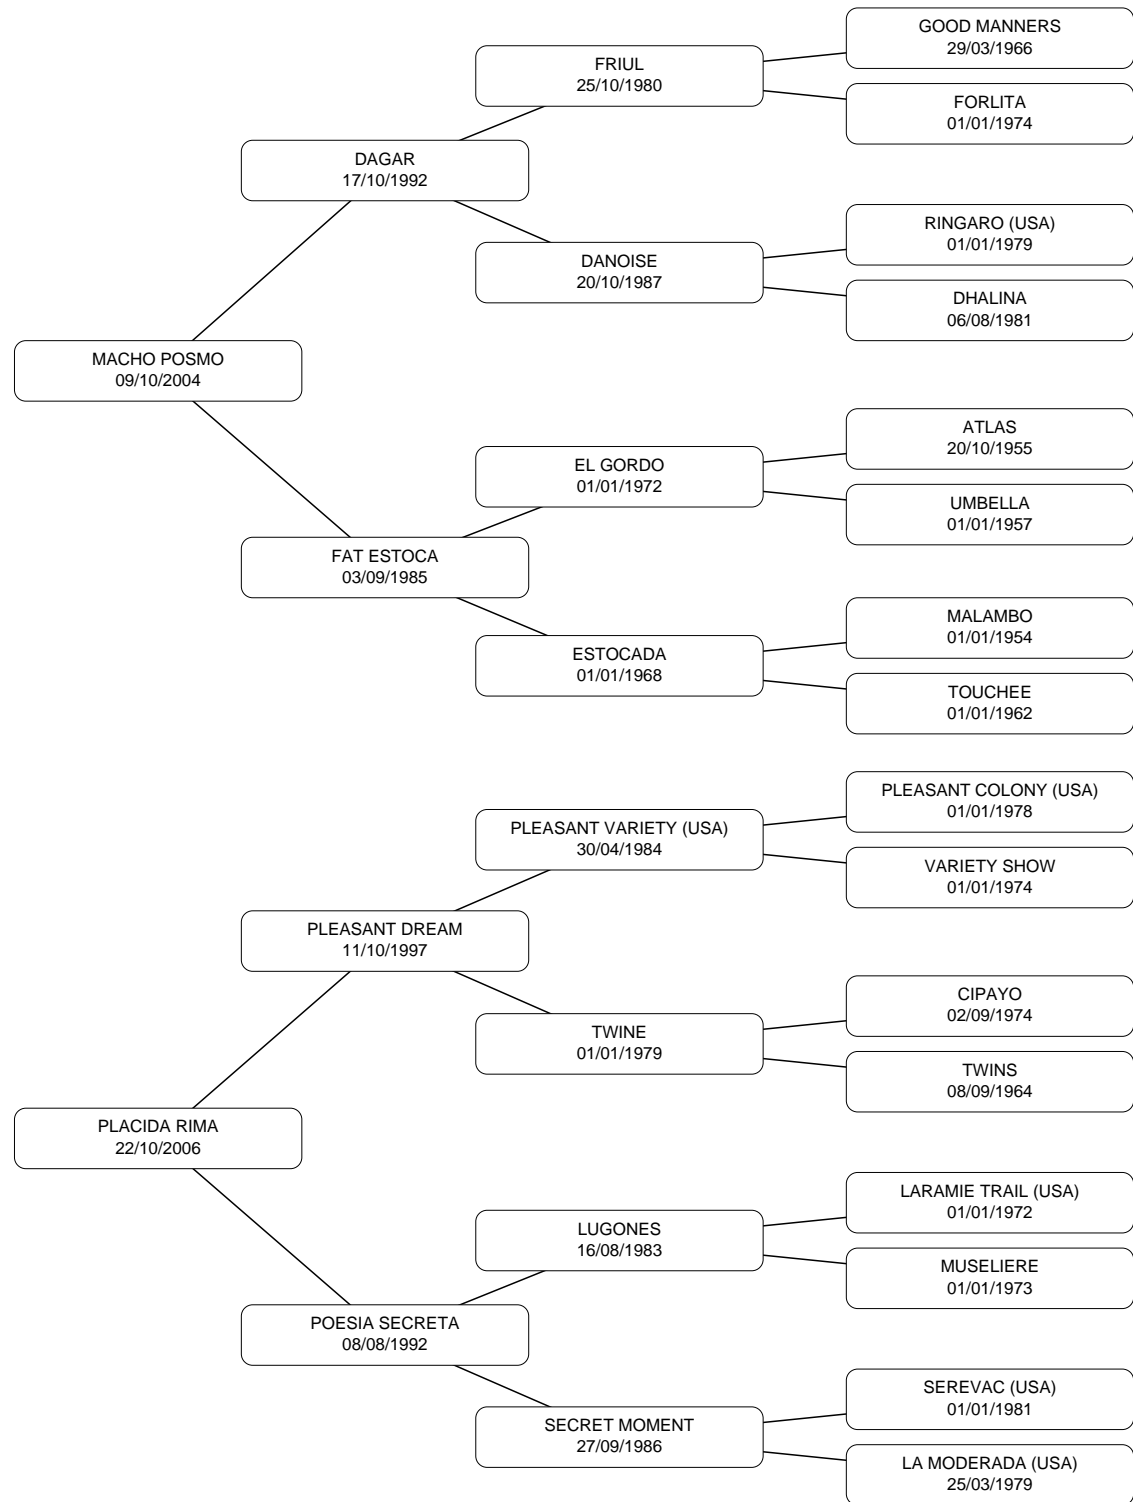 GOOD MANNERS
29/03/1966
FRIUL
25/10/1980
FORLITA
01/01/1974
DAGAR
17/10/1992
RINGARO (USA)
01/01/1979
DANOISE
20/10/1987
DHALINA
06/08/1981
MACHO POSMO
09/10/2004
ATLAS
20/10/1955
EL GORDO
01/01/1972
UMBELLA
01/01/1957
FAT ESTOCA
03/09/1985
MALAMBO
01/01/1954
ESTOCADA
01/01/1968
TOUCHEE
01/01/1962
PLEASANT COLONY (USA)
01/01/1978
PLEASANT VARIETY (USA)
30/04/1984
VARIETY SHOW
01/01/1974
PLEASANT DREAM
11/10/1997
CIPAYO
02/09/1974
TWINE
01/01/1979
TWINS
08/09/1964
PLACIDA RIMA
22/10/2006
LARAMIE TRAIL (USA)
01/01/1972
LUGONES
16/08/1983
MUSELIERE
01/01/1973
POESIA SECRETA
08/08/1992
SEREVAC (USA)
01/01/1981
SECRET MOMENT
27/09/1986
LA MODERADA (USA)
25/03/1979